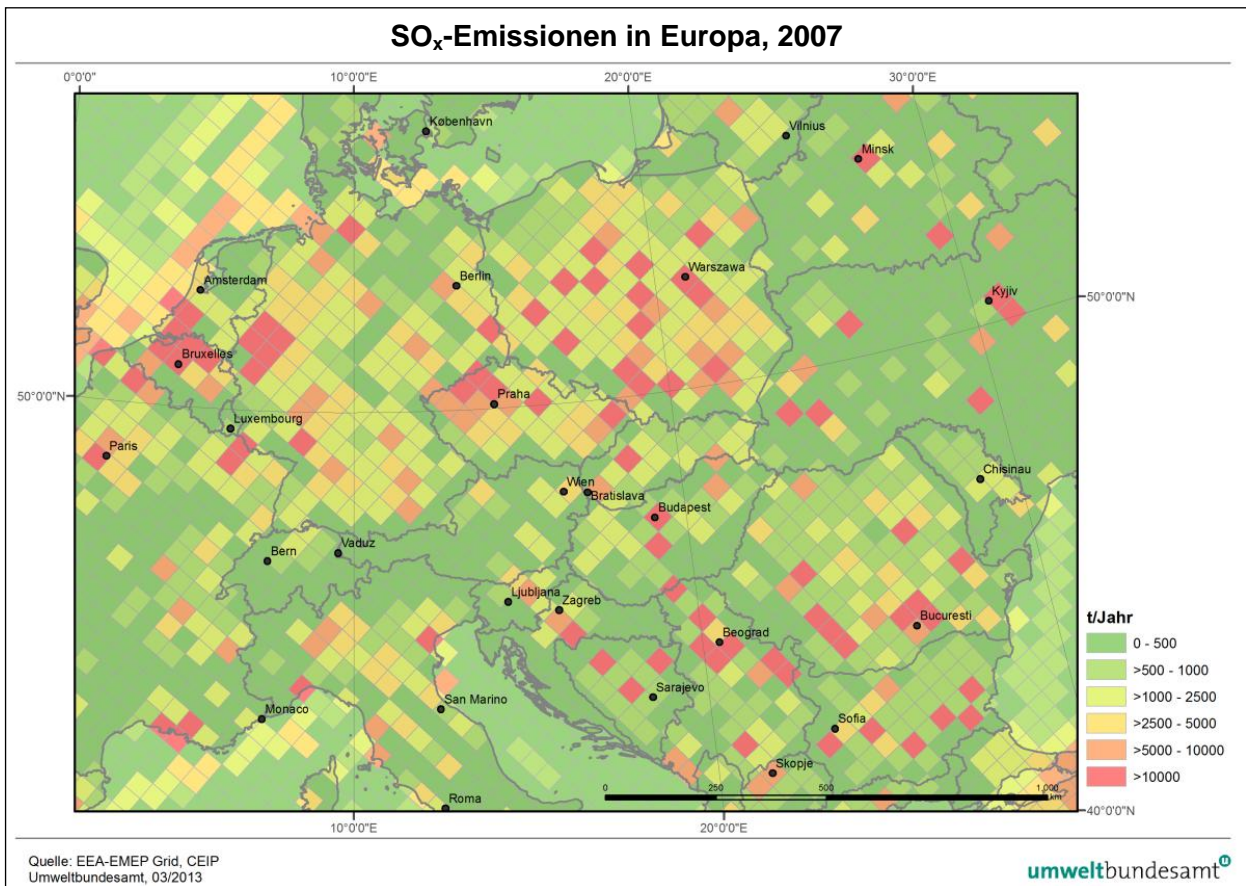 SOx-Emissionen in Europa, 2007
0°0'0" 10°0'0"E 20°0'0"E 30°0'0"E
København
Vilnius
Minsk
Amsterdam
Berlin
Warszawa
Kyjiv
50°0'0"N
Bruxelles
Praha
50°0'0"N
Luxembourg
Paris
Chisinau
Wien
Bratislava
Budapest
Bern
Vaduz
Ljubljana
Zagreb
Bucuresti
Beograd
Sarajevo
San Marino
Monaco
Sofia
Skopje
Roma
t/Jahr
0 - 500
>500 - 1000
>1000 - 2500
>2500 - 5000
>5000 - 10000
>10000
0 250 500 1,000
km
40°0'0"N
10°0'0"E 20°0'0"E
Quelle: EEA-EMEP Grid, CEIP
Umweltbundesamt, 03/2013
umweltbundesamt u